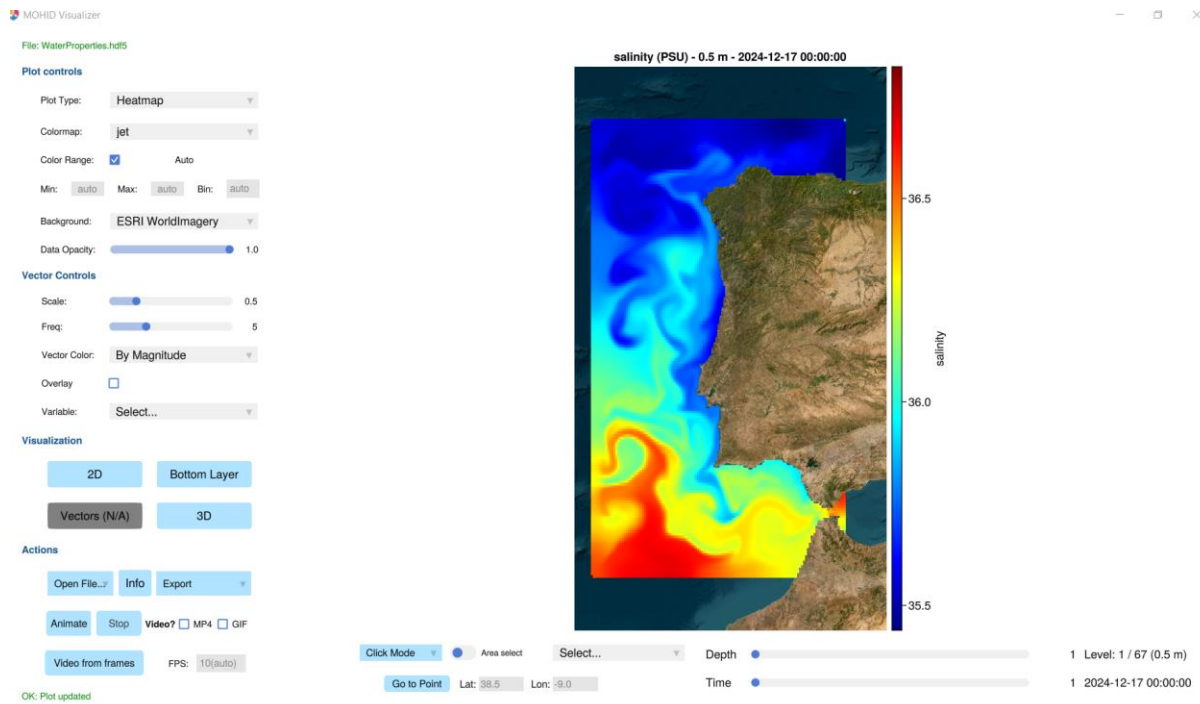 MOHID Visualizer
File: WaterProperties.hdf5
Plot controls
Plot Type: Heatmap
Colormap: jet
Color Range: Auto
Min: auto Max: auto Bin: auto
Background: ESRI WorldImagery
Data Opacity: 1.0
Vector Controls
Scale: 0.5
Freq: 5
Vector Color: By Magnitude
Overlay
Variable: Select...
Visualization
2D Bottom Layer
Vectors (N/A) 3D
Actions
Open File... Info Export
Animate Stop Video? MP4 GIF
Video from frames FPS: 10(auto)
OK: Plot updated
salinity (PSU) - 0.5 m - 2024-12-17 00:00:00
36.5
36.0
35.5
salinity
Click Mode Area select Select... Depth 1 Level: 1 / 67 (0.5 m)
Go to Point Lat: 38.5 Lon: -9.0 Time 1 2024-12-17 00:00:00